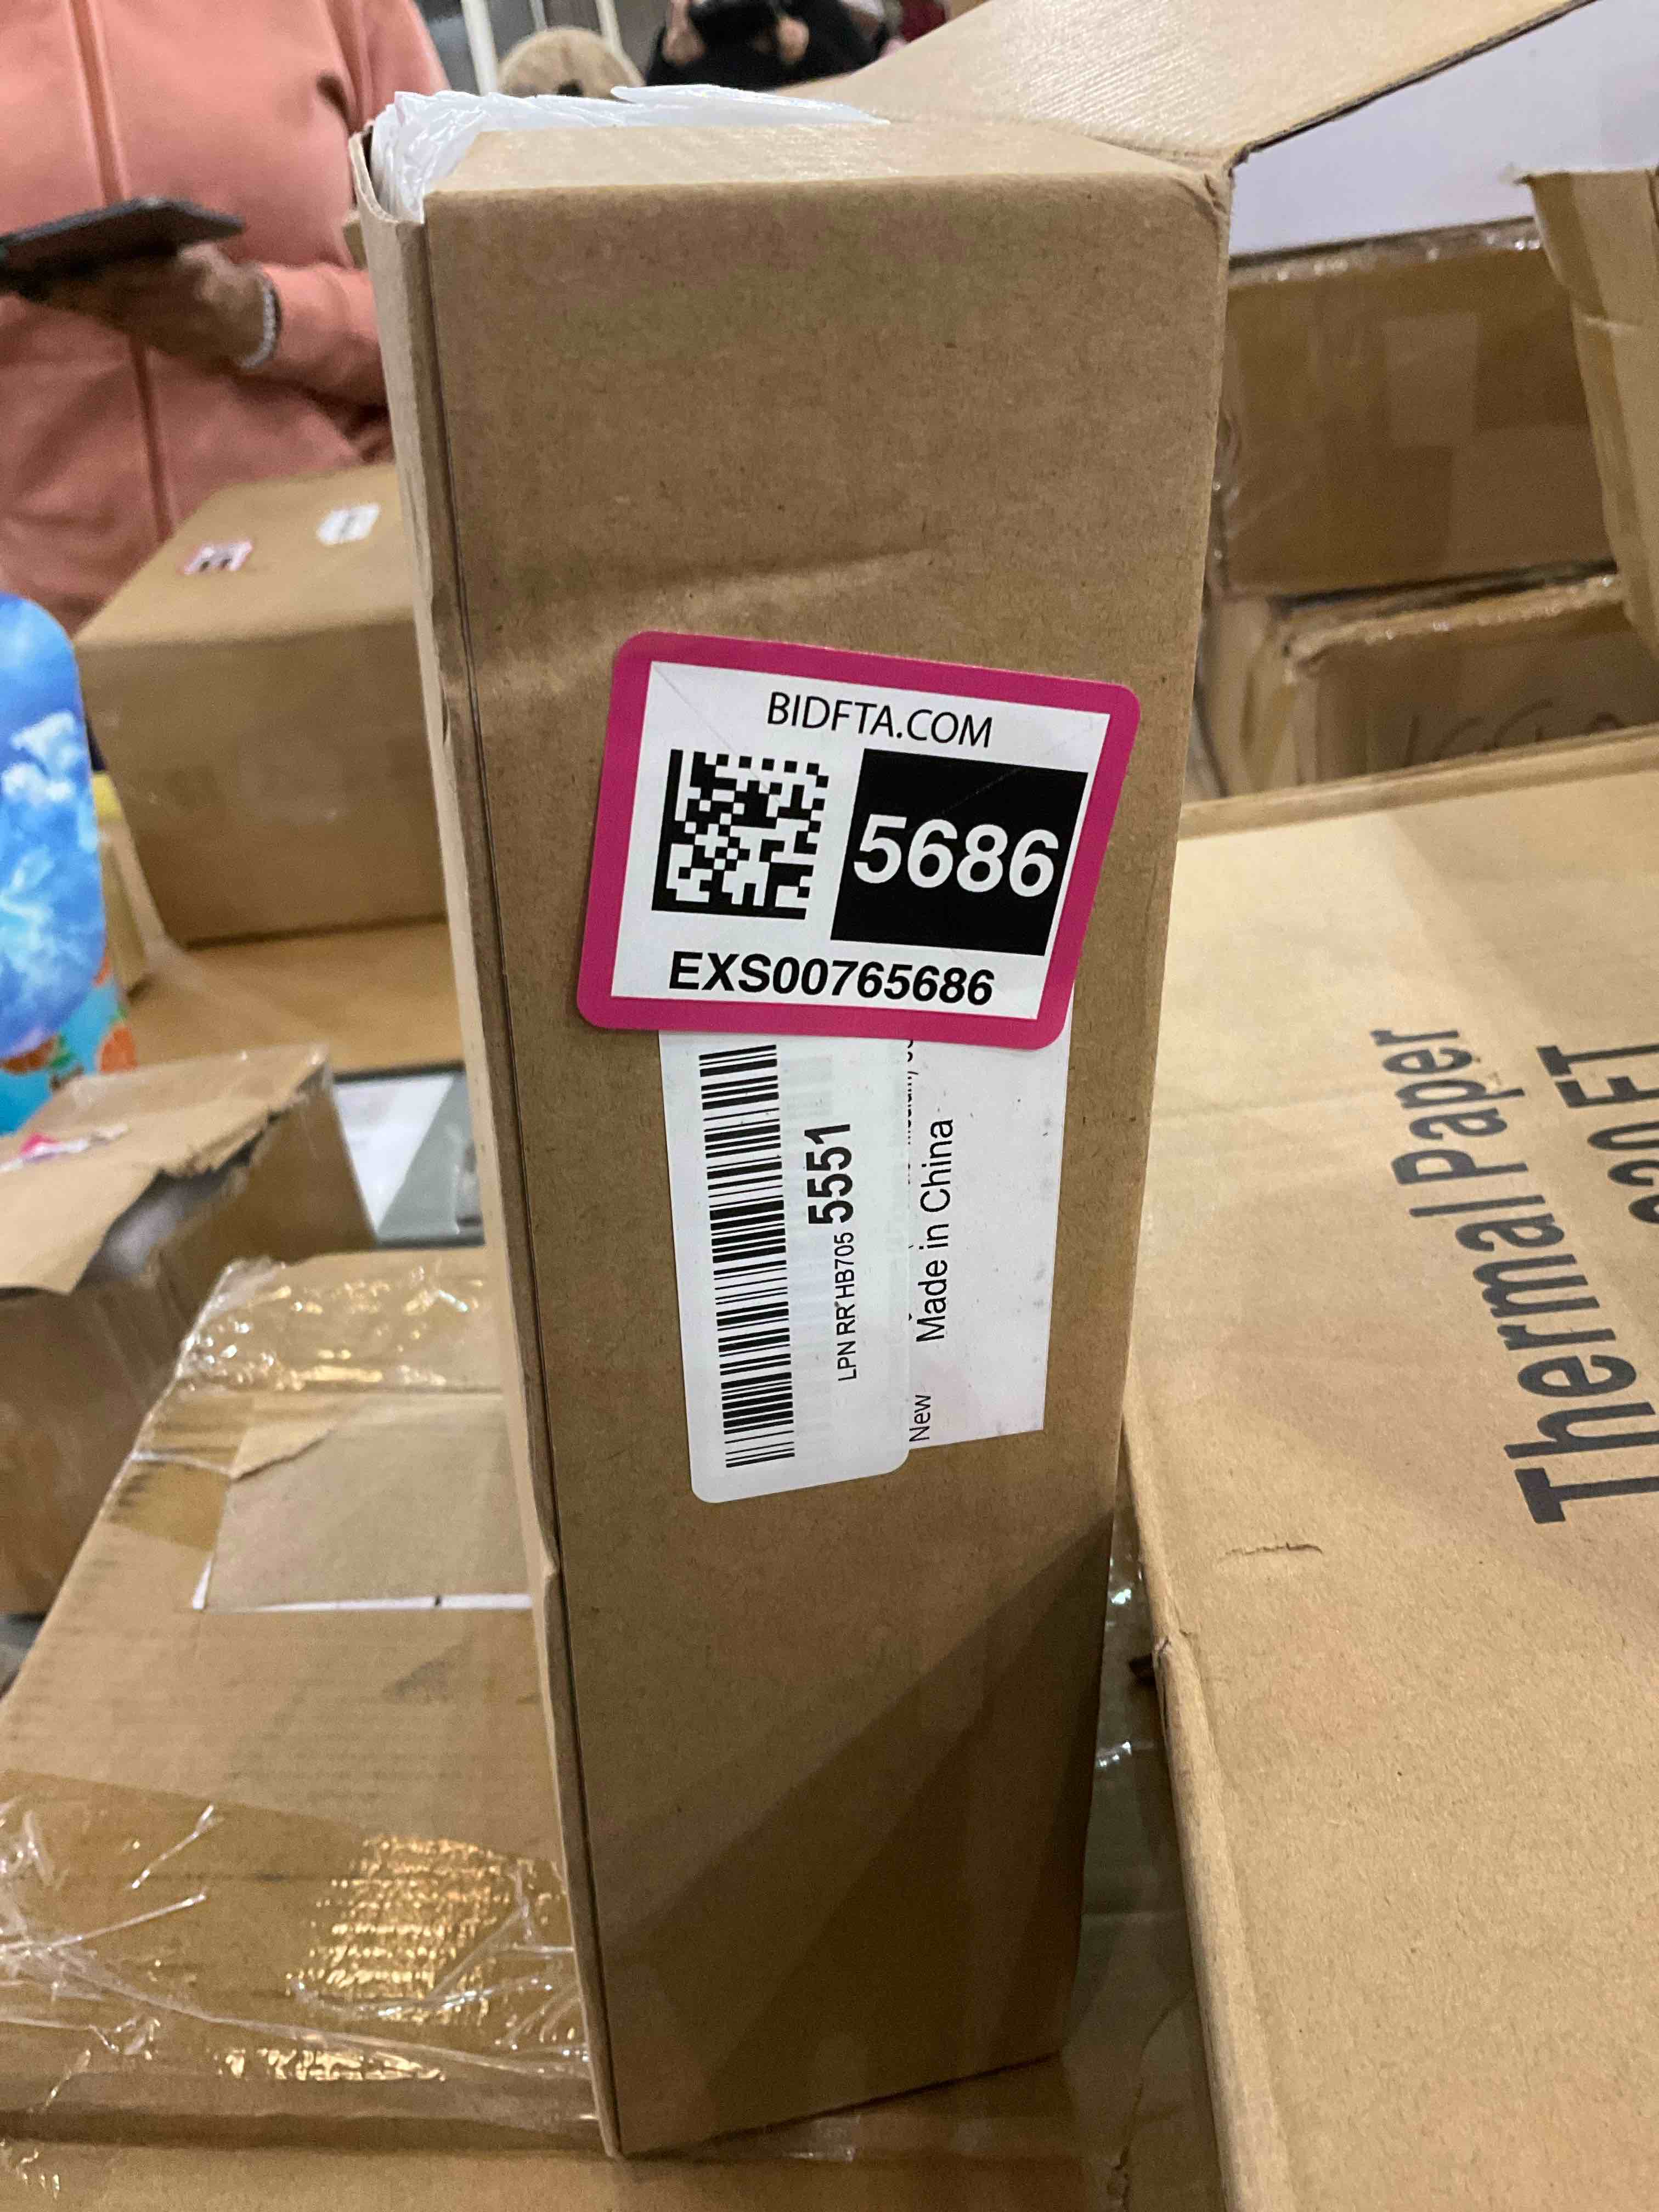 BIDFTA.COM
5686
EXS00765686
LPN RR HB705 5551
New
Made in China
Thermal Paper